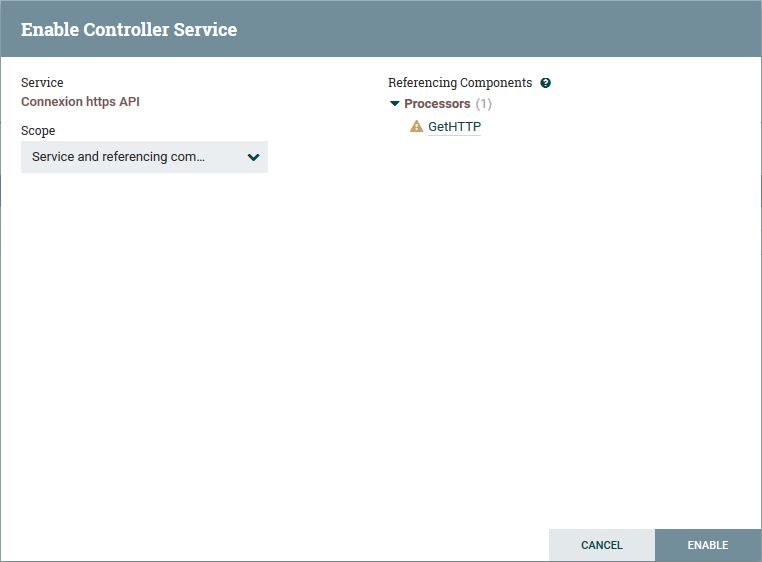 Enable Controller Service
Service
Connexion https API
Scope
Service and referencing com...
Referencing Components ?
Processors (1)
GetHTTP
CANCEL
ENABLE